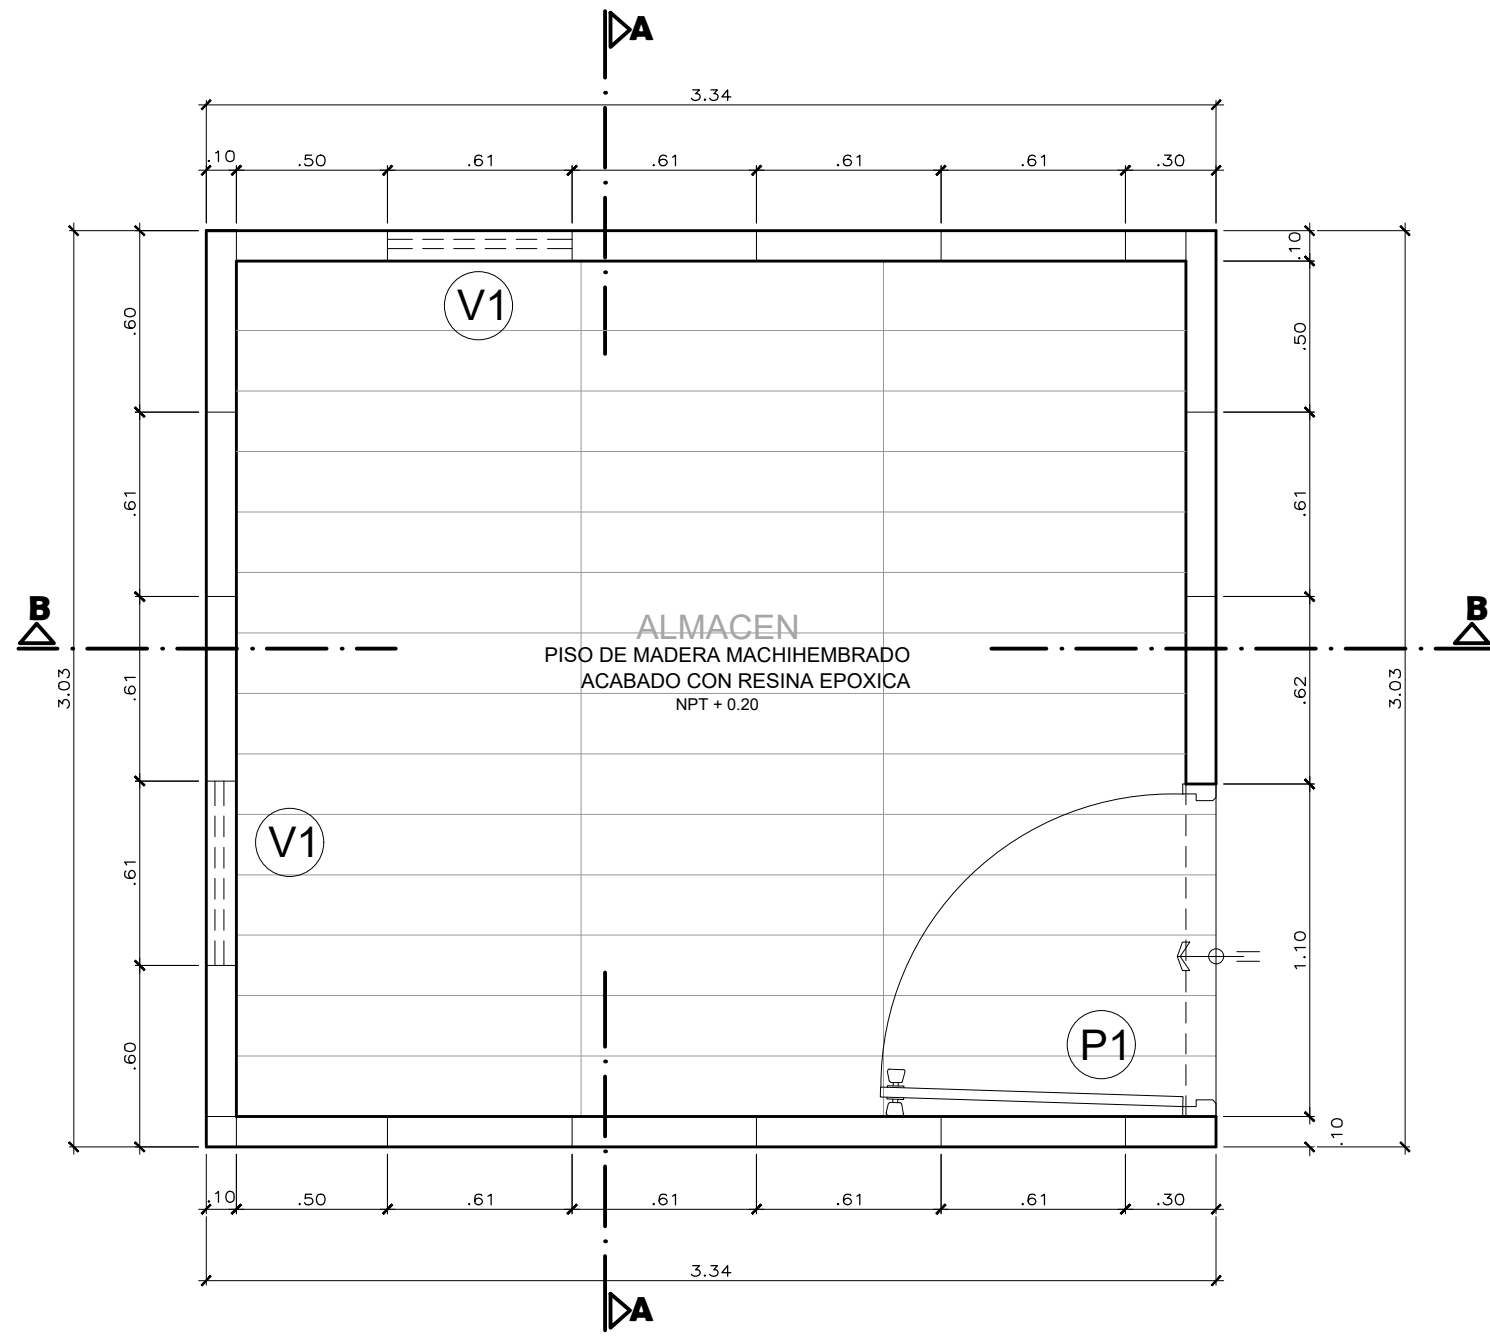 A
3.34
.10 .50 .61 .61 .61 .61 .30
V1
.10
.60
.50
.61
.61
B
B
ALMACEN
PISO DE MADERA MACHIHEMBRADO
ACABADO CON RESINA EPOXICA
NPT + 0.20
3.03
.61
.62
3.03
V1
.61
1.10
P1
.60
.10
.10 .50 .61 .61 .61 .61 .30
3.34
A